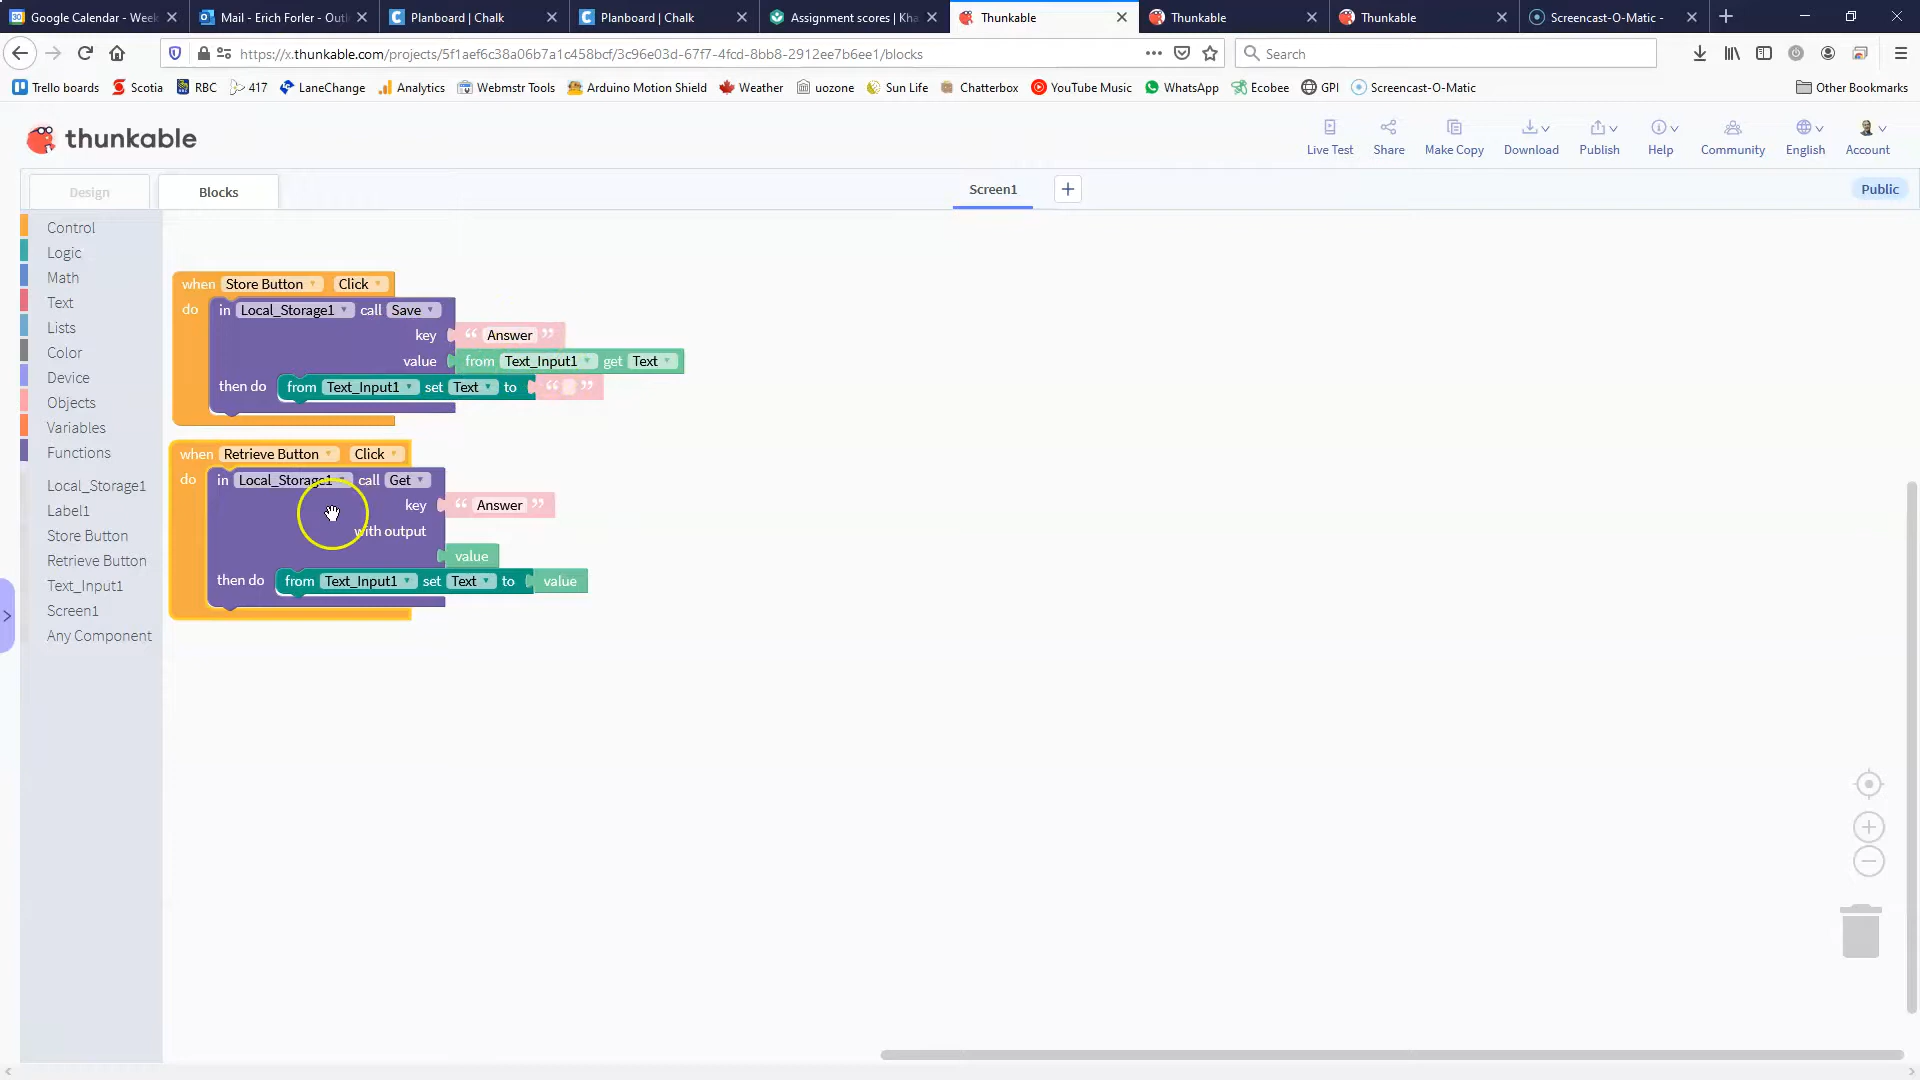 Google Calendar - Week
Mail - Erich Forler - Outl
Planboard | Chalk
Planboard | Chalk
Assignment scores | Kha
Thunkable
Thunkable
Thunkable
Screencast-O-Matic -
https://x.thunkable.com/projects/5f1aef6c38a06b7a1c458bcf/3c96e03d-67f7-4fcd-8bb8-2912ee7b6ee1/blocks
Search
Trello boards
Scotia
RBC
417
LaneChange
Analytics
Webmstr Tools
Arduino Motion Shield
Weather
uozone
Sun Life
Chatterbox
YouTube Music
WhatsApp
Ecobee
GPI
Screencast-O-Matic
Other Bookmarks
thunkable
Live Test
Share
Make Copy
Download
Publish
Help
Community
English
Account
Design
Blocks
Screen1
Public
Control
Logic
Math
Text
Lists
Color
Device
Objects
Variables
Functions
Local_Storage1
Label1
Store Button
Retrieve Button
Text_Input1
Screen1
Any Component
when Store Button Click
do in Local_Storage1 call Save
key “ Answer ”
value from Text_Input1 get Text
then do from Text_Input1 set Text to “ ”
when Retrieve Button Click
do in Local_Storage1 call Get
key “ Answer ”
with output
value
then do from Text_Input1 set Text to value